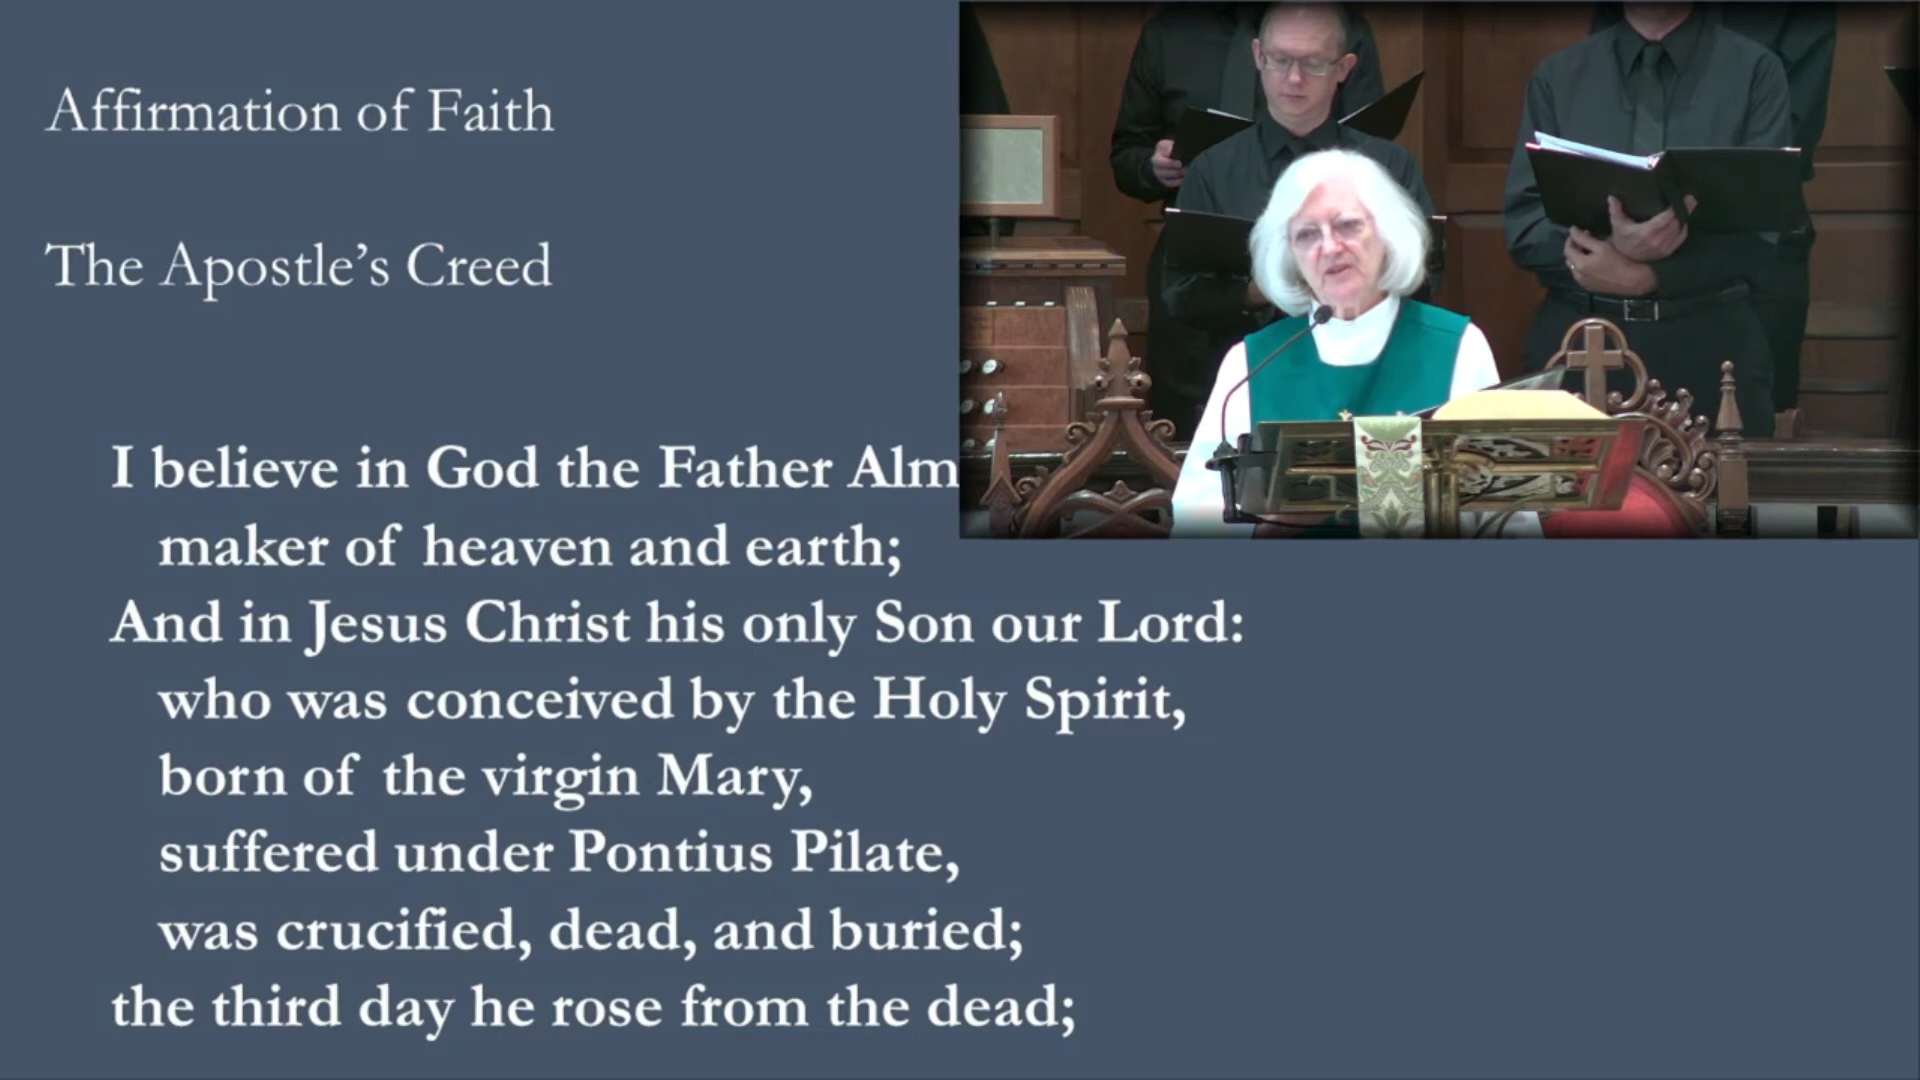 Affirmation of Faith
The Apostle’s Creed
I believe in God the Father Alm
maker of heaven and earth;
And in Jesus Christ his only Son our Lord:
who was conceived by the Holy Spirit,
born of the virgin Mary,
suffered under Pontius Pilate,
was crucified, dead, and buried;
the third day he rose from the dead;